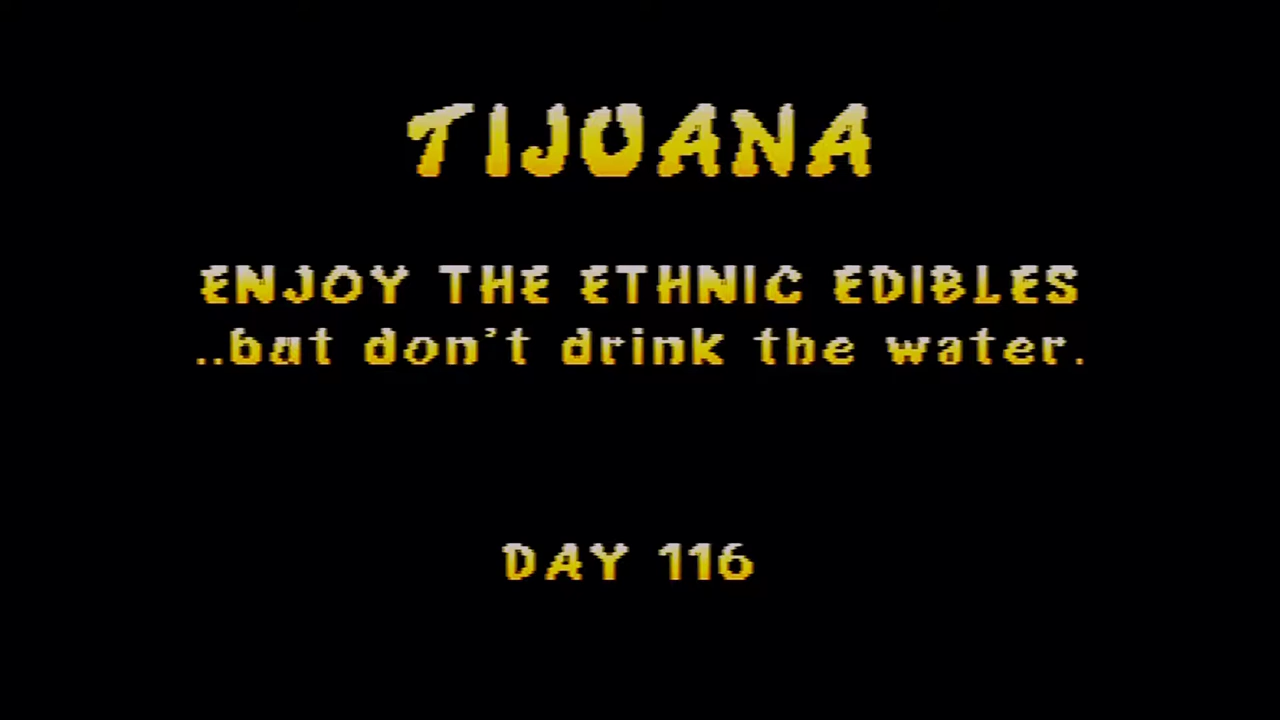 TIJUANA
ENJOY THE ETHNIC EDIBLES
..but don't drink the water.
DAY 116